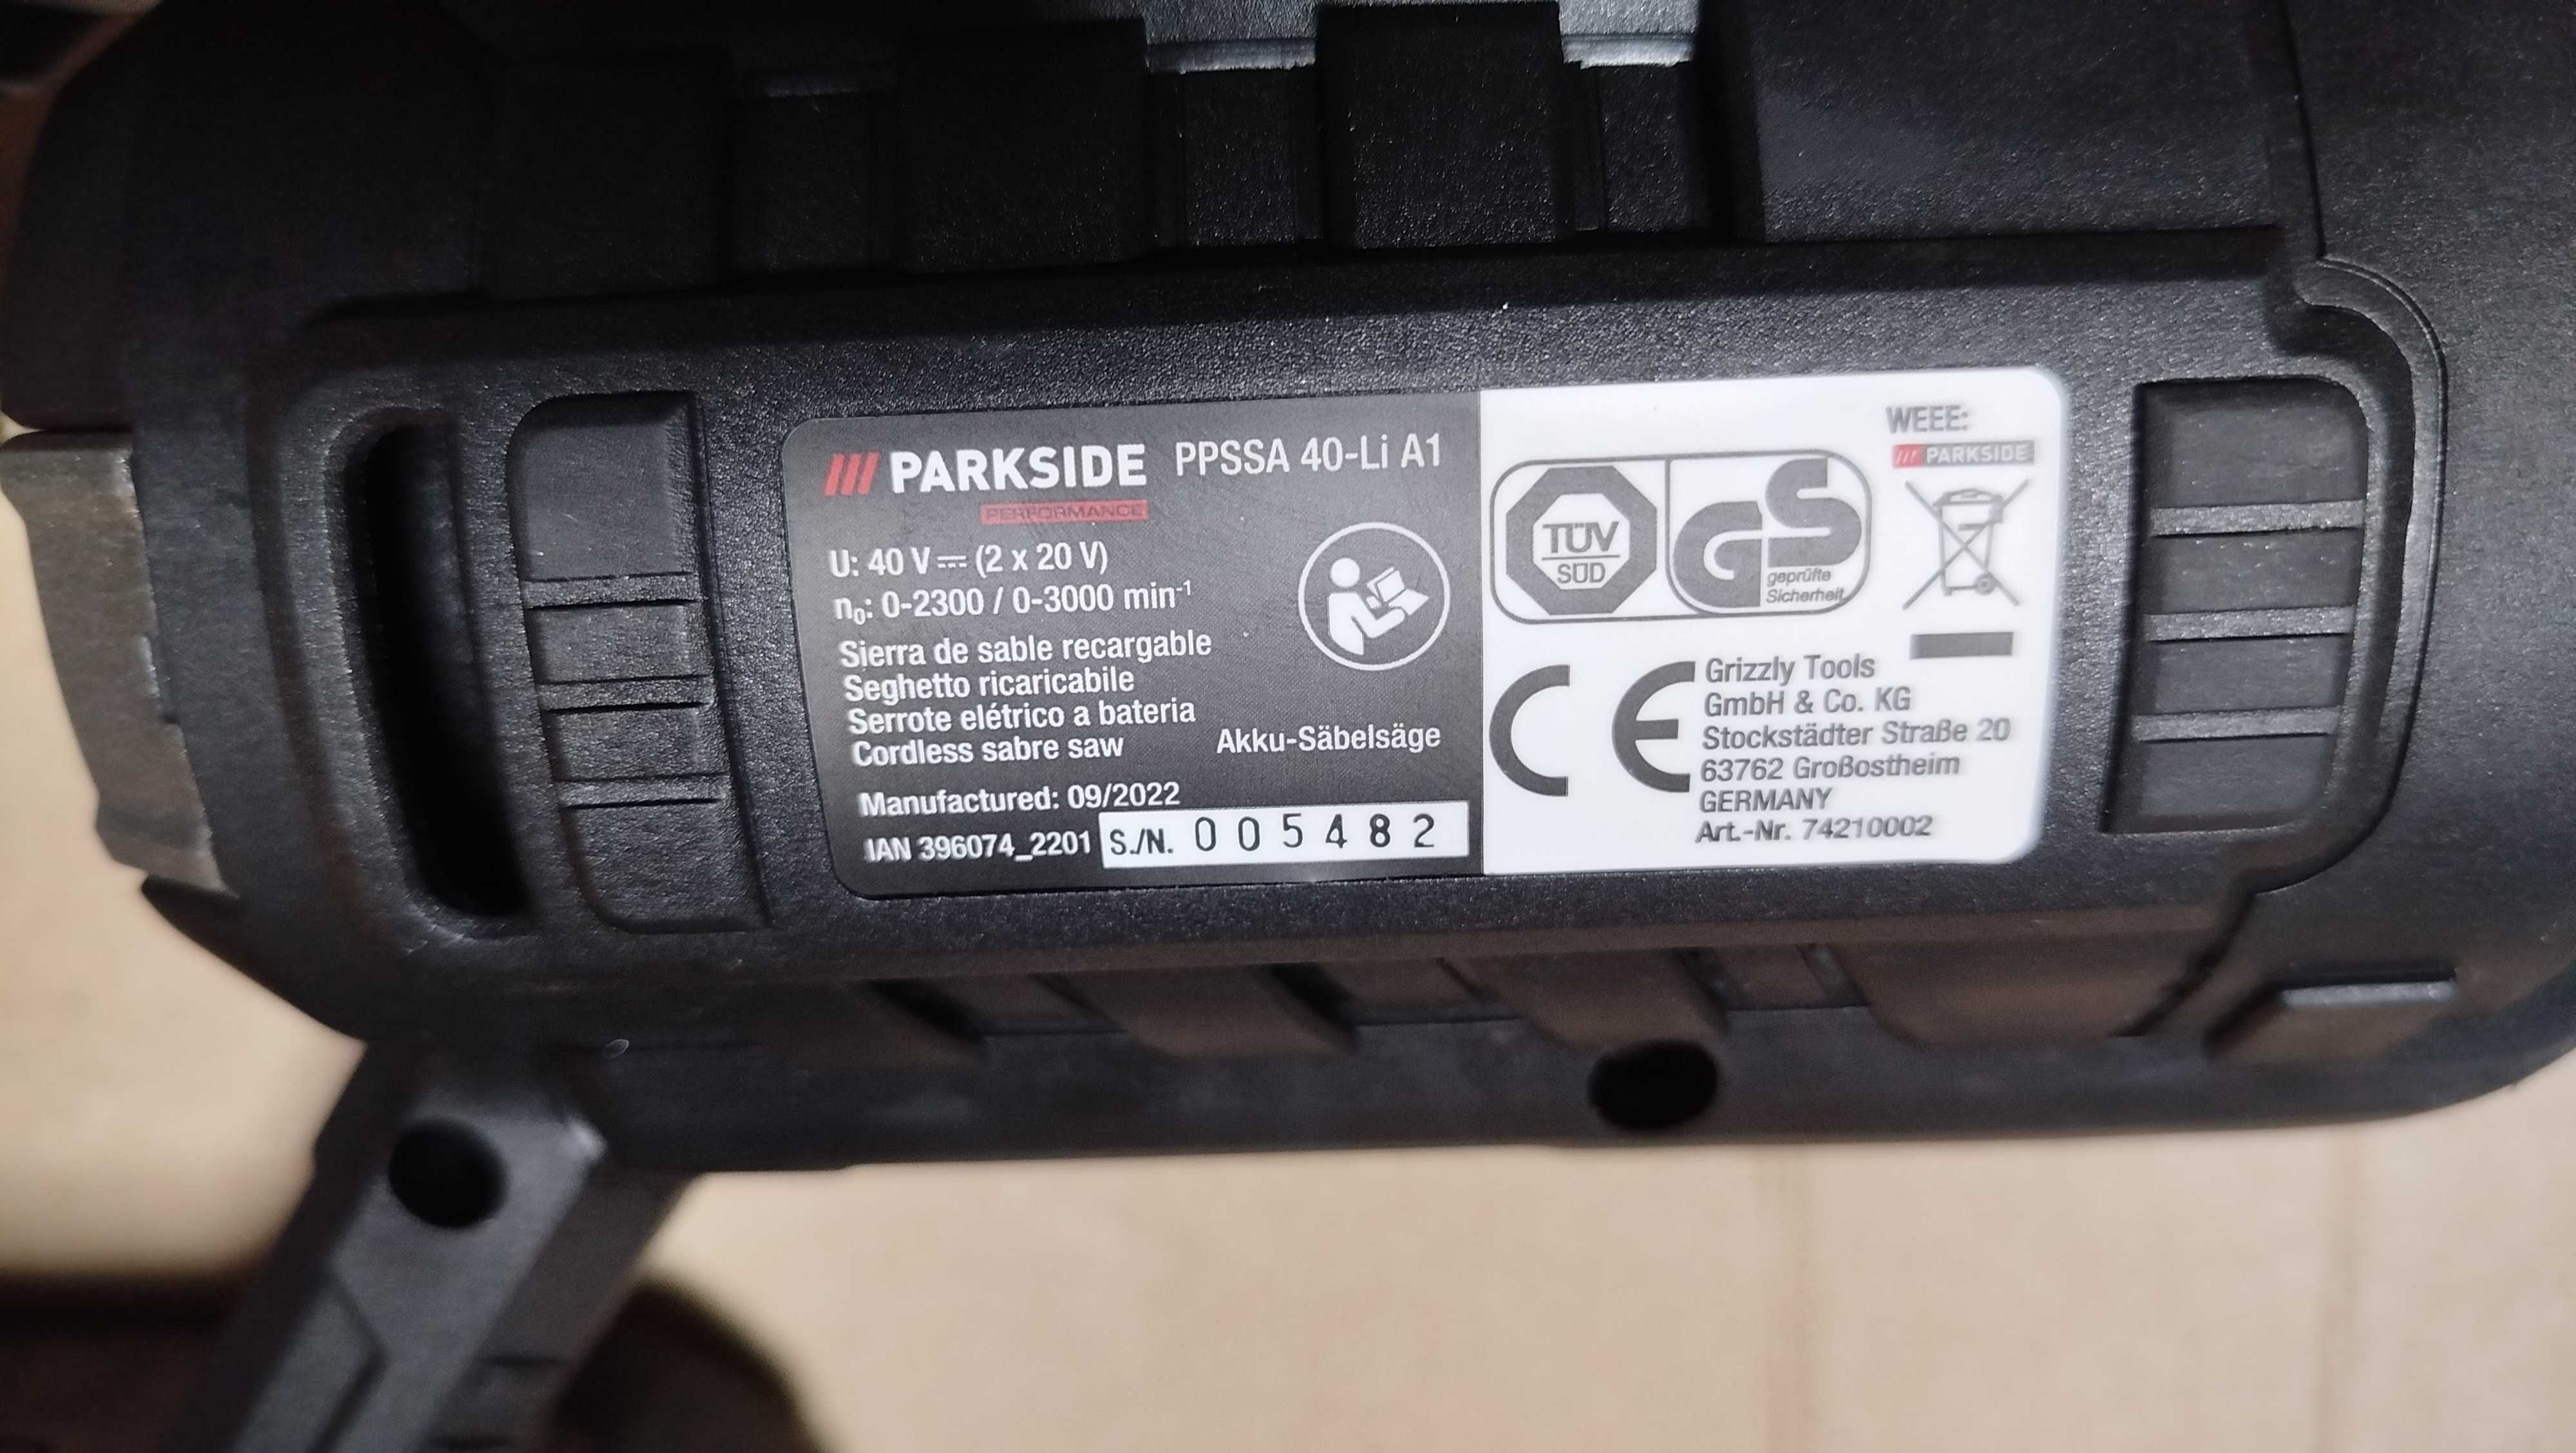 PARKSIDE PPSSA 40-Li A1
PERFORMANCE
U: 40 V⎓ (2 x 20 V)
n₀: 0-2300 / 0-3000 min⁻¹
Sierra de sable recargable
Seghetto ricaricabile
Serrote elétrico a bateria
Cordless sabre saw
Akku-Säbelsäge
Manufactured: 09/2022
IAN 396074_2201 S./N. 005482
TÜV
SÜD
GS
geprüfte
Sicherheit
WEEE:
PARKSIDE
CE
Grizzly Tools
GmbH & Co. KG
Stockstädter Straße 20
63762 Großostheim
GERMANY
Art.-Nr. 74210002